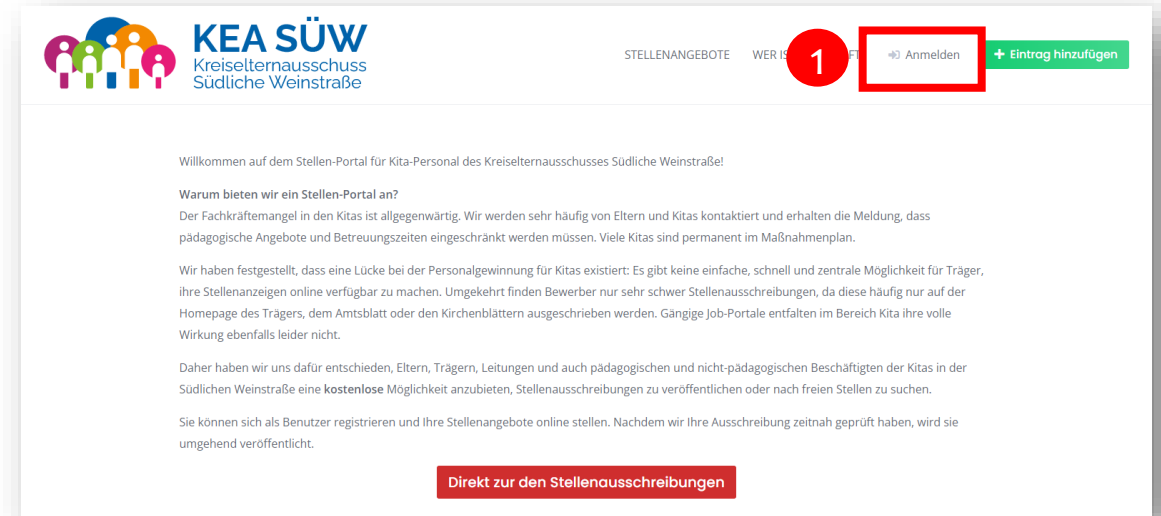 KEA SÜW
Kreiselternausschuss
Südliche Weinstraße
STELLENANGEBOTE WER IS 1 FT Anmelden + Eintrag hinzufügen
Willkommen auf dem Stellen-Portal für Kita-Personal des Kreiselternausschusses Südliche Weinstraße!
Warum bieten wir ein Stellen-Portal an?
Der Fachkräftemangel in den Kitas ist allgegenwärtig. Wir werden sehr häufig von Eltern und Kitas kontaktiert und erhalten die Meldung, dass
pädagogische Angebote und Betreuungszeiten eingeschränkt werden müssen. Viele Kitas sind permanent im Maßnahmenplan.
Wir haben festgestellt, dass eine Lücke bei der Personalgewinnung für Kitas existiert: Es gibt keine einfache, schnell und zentrale Möglichkeit für Träger,
ihre Stellenanzeigen online verfügbar zu machen. Umgekehrt finden Bewerber nur sehr schwer Stellenausschreibungen, da diese häufig nur auf der
Homepage des Trägers, dem Amtsblatt oder den Kirchenblättern ausgeschrieben werden. Gängige Job-Portale entfalten im Bereich Kita ihre volle
Wirkung ebenfalls leider nicht.
Daher haben wir uns dafür entschieden, Eltern, Trägern, Leitungen und auch pädagogischen und nicht-pädagogischen Beschäftigten der Kitas in der
Südlichen Weinstraße eine kostenlose Möglichkeit anzubieten, Stellenausschreibungen zu veröffentlichen oder nach freien Stellen zu suchen.
Sie können sich als Benutzer registrieren und Ihre Stellenangebote online stellen. Nachdem wir Ihre Ausschreibung zeitnah geprüft haben, wird sie
umgehend veröffentlicht.
Direkt zur den Stellenausschreibungen